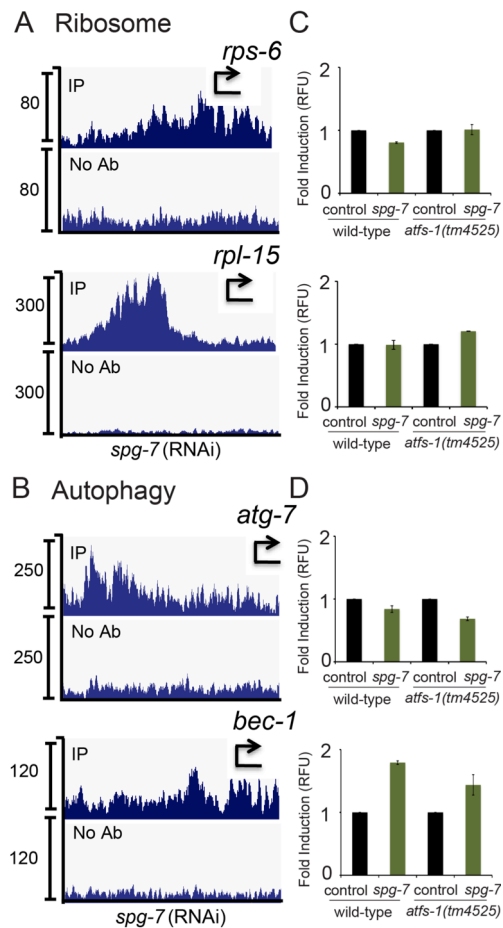 A Ribosome
rps-6
IP
80
No Ab
80
rpl-15
IP
300
No Ab
300
spg-7 (RNAi)
B Autophagy
atg-7
IP
250
No Ab
250
bec-1
IP
120
No Ab
120
spg-7 (RNAi)
C
Fold Induction (RFU)
2
1
0
control spg-7 control spg-7
wild-type atfs-1(tm4525)
Fold Induction (RFU)
2
1
0
control spg-7 control spg-7
wild-type atfs-1(tm4525)
D
Fold Induction (RFU)
2
1
0
control spg-7 control spg-7
wild-type atfs-1(tm4525)
Fold Induction (RFU)
2
1
0
control spg-7 control spg-7
wild-type atfs-1(tm4525)